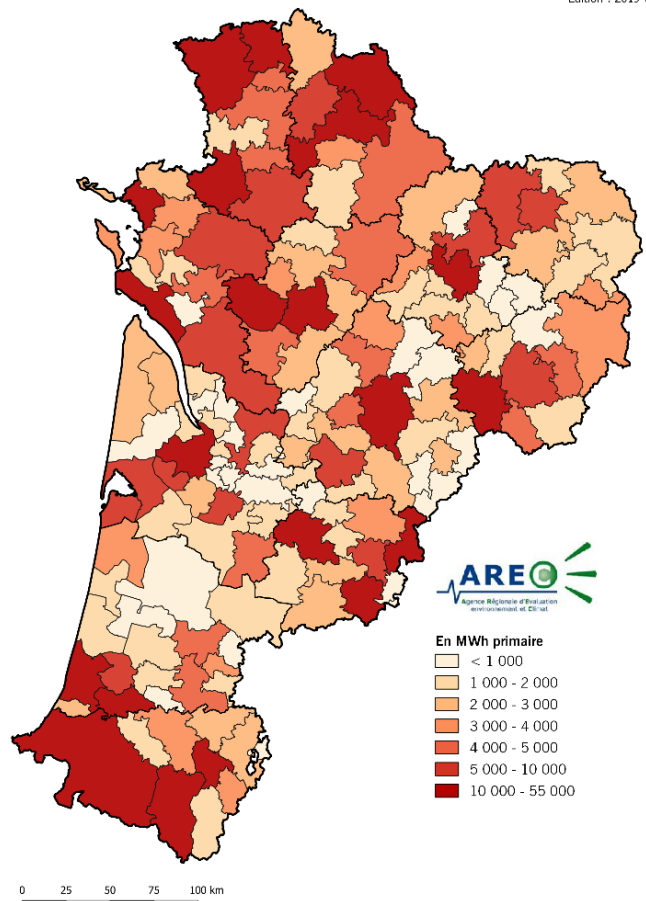 AREC
Agence Régionale d'Evaluation
environnement et Climat
En MWh primaire
< 1 000
1 000 - 2 000
2 000 - 3 000
3 000 - 4 000
4 000 - 5 000
5 000 - 10 000
10 000 - 55 000
0 25 50 75 100 km